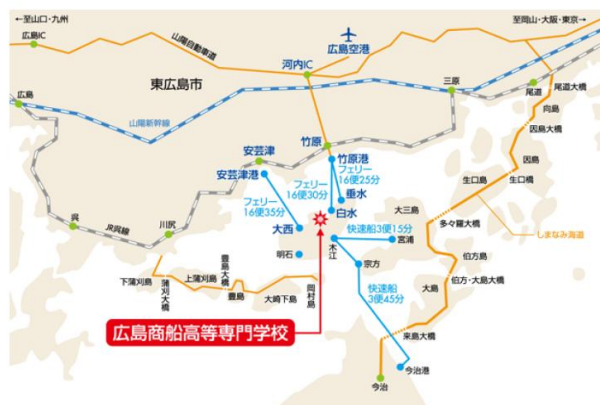 ←至山口・九州
至岡山・大阪・東京→
広島IC
山陽自動車道
広島空港
河内IC
東広島市
三原
尾道
尾道大橋
広島
山陽新幹線
向島
因島大橋
竹原
安芸津
竹原港
因島
安芸津港
フェリー
16便30分
フェリー
16便25分
垂水
生口島
生口橋
フェリー
16便35分
白水
大三島
多々羅大橋
しまなみ海道
呉
JR呉線
川尻
大西
快速船3便15分
木江
宮浦
明石
宗方
伯方島
伯方・大島大橋
下蒲刈島
蒲刈大橋
上蒲刈島
豊島大橋
豊島
大崎下島
岡村島
快速船
3便45分
大島
広島商船高等専門学校
来島大橋
今治
今治港